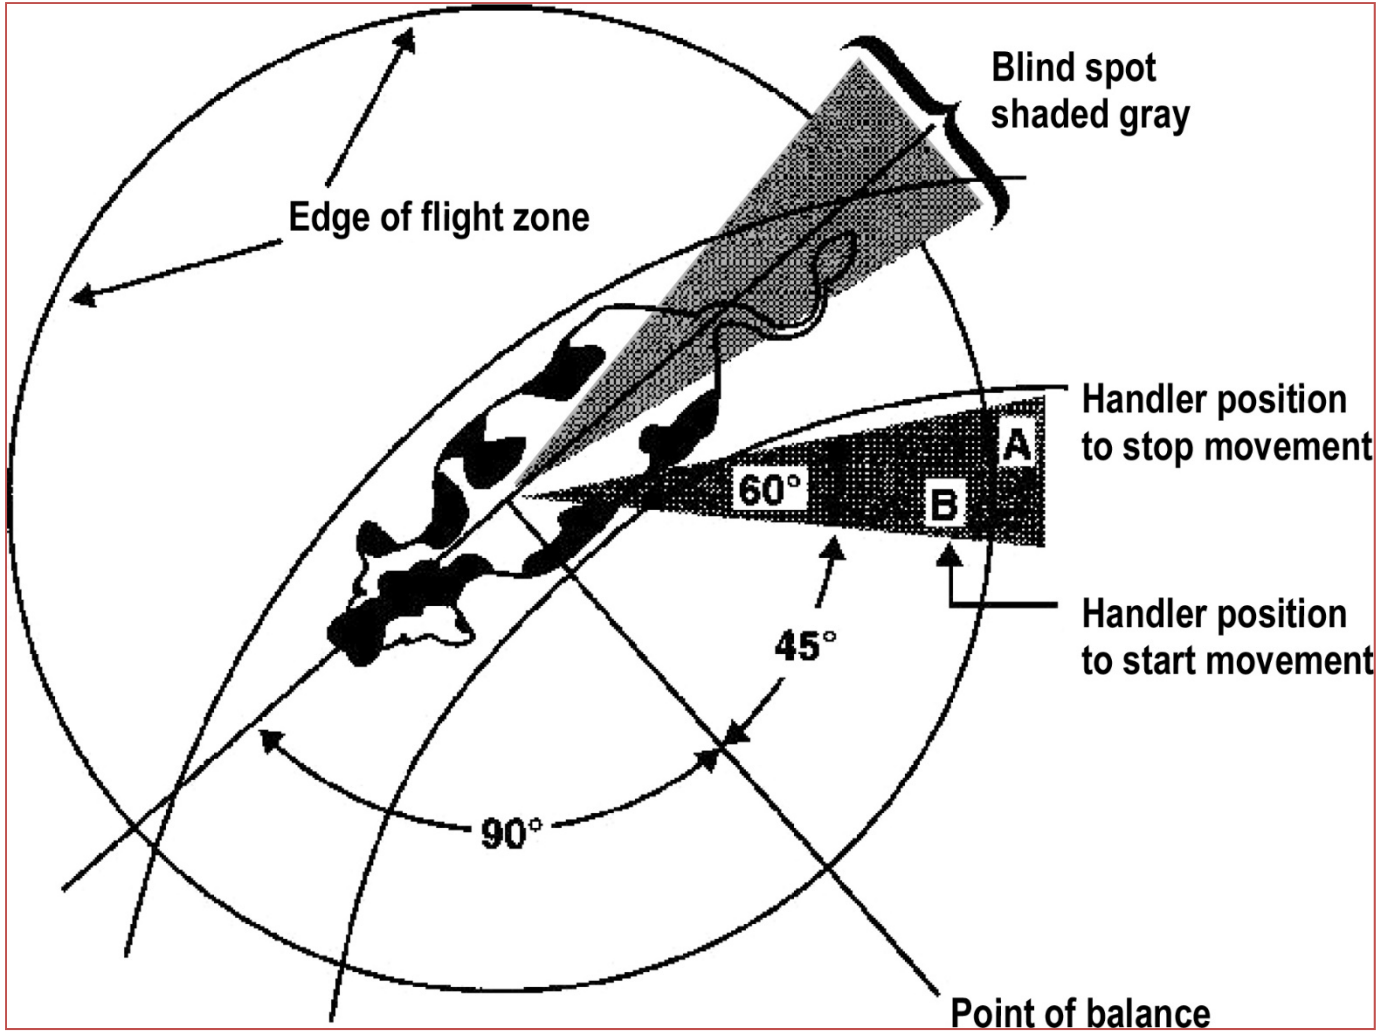 Blind spot
shaded gray
Edge of flight zone
Handler position
to stop movement
A
60°
B
Handler position
to start movement
45°
90°
Point of balance